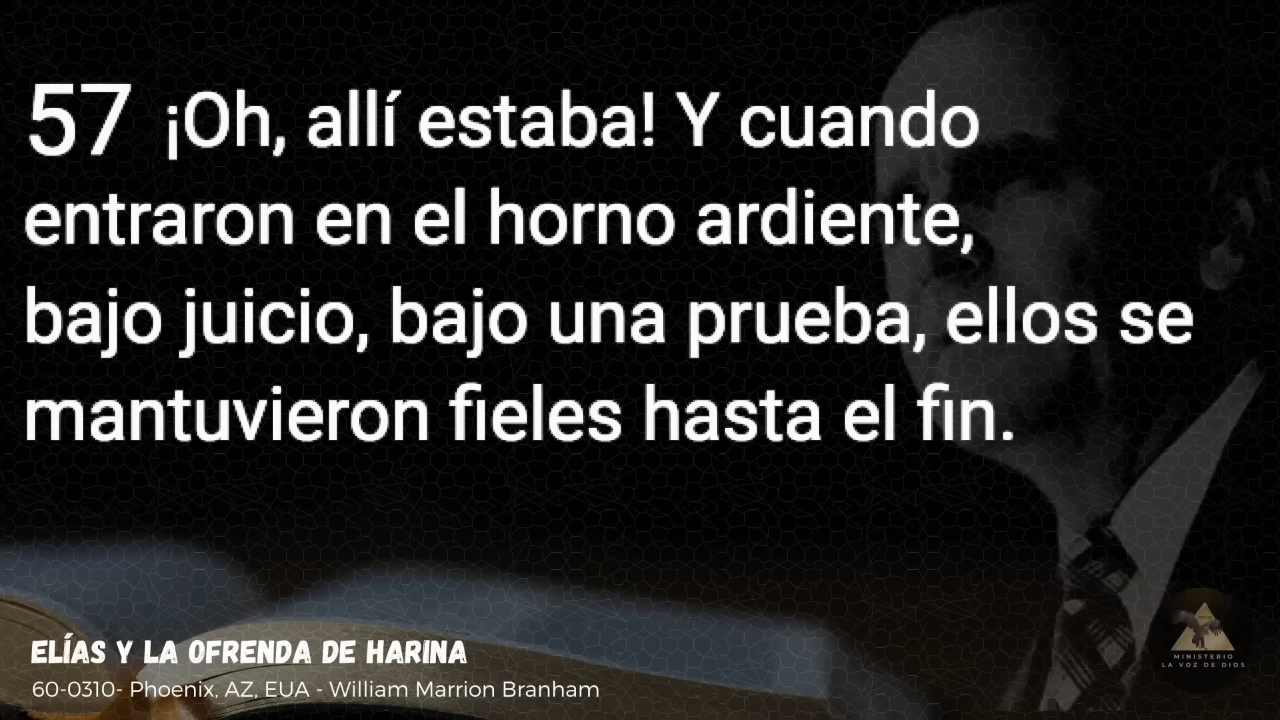 57 ¡Oh, allí estaba! Y cuando
entraron en el horno ardiente,
bajo juicio, bajo una prueba, ellos se
mantuvieron fieles hasta el fin.
ELÍAS Y LA OFRENDA DE HARINA
60-0310- Phoenix, AZ, EUA - William Marrion Branham
MINISTERIO
LA VOZ DE DIOS